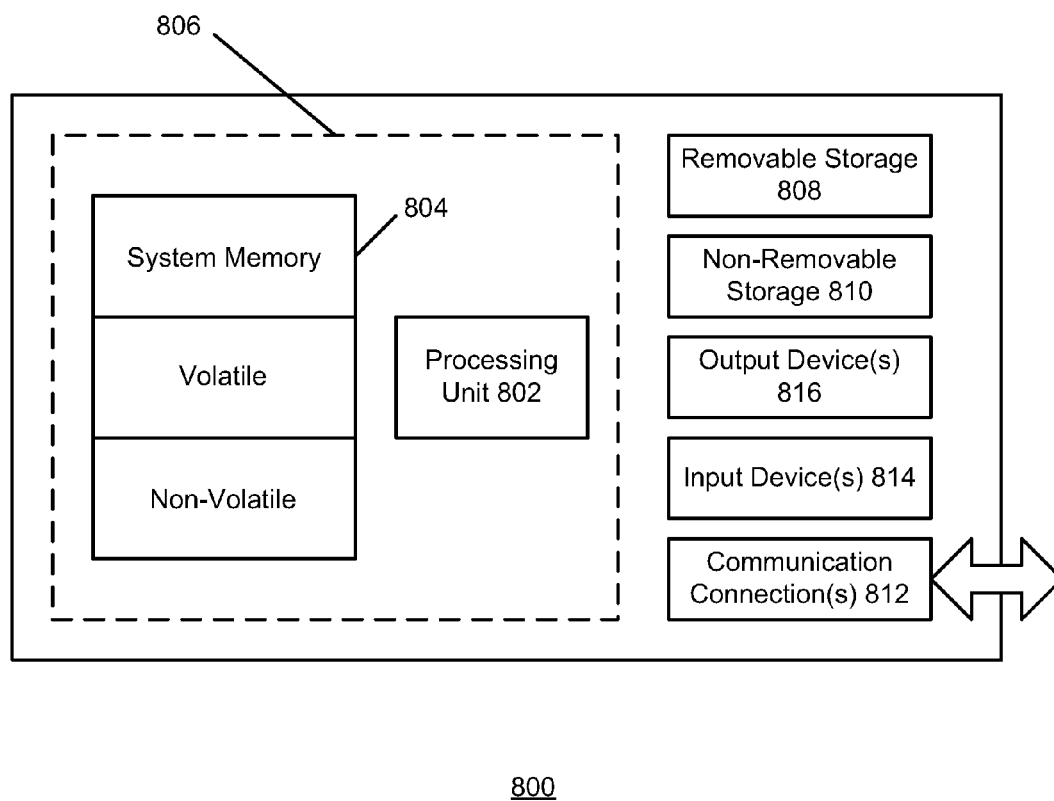 806
804
System Memory
Volatile
Non-Volatile
Processing
Unit 802
Removable Storage
808
Non-Removable
Storage 810
Output Device(s)
816
Input Device(s) 814
Communication
Connection(s) 812
800